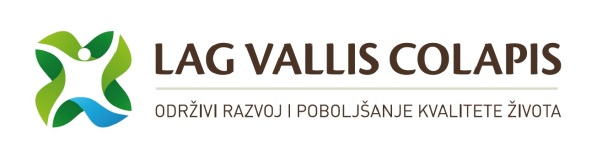 LAG VALLIS COLAPIS
ODRŽIVI RAZVOJ I POBOLJŠANJE KVALITETE ŽIVOTA